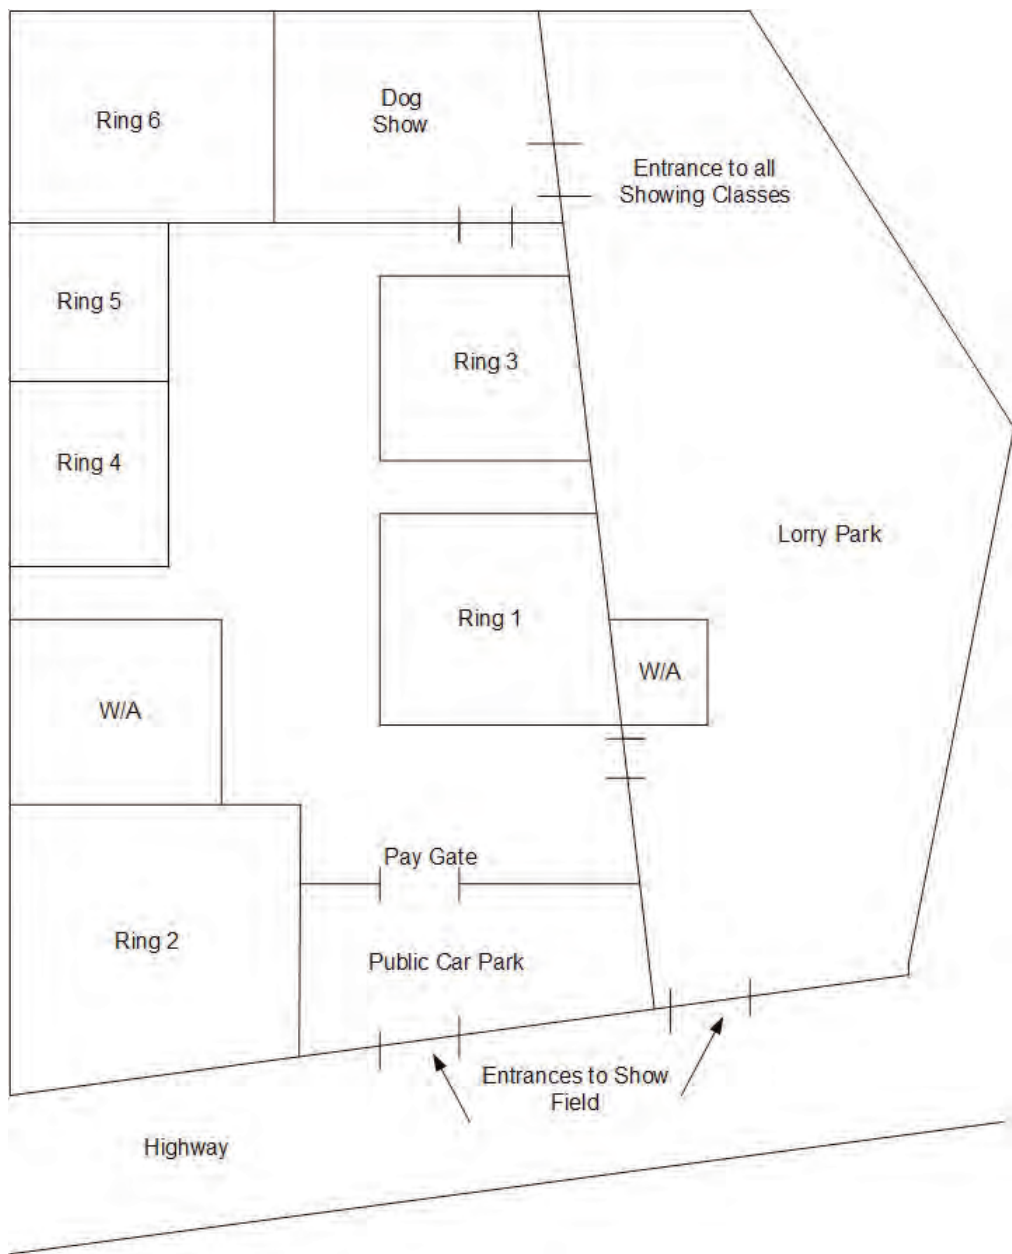 Ring 6
Dog
Show
Entrance to all
Showing Classes
Ring 5
Ring 3
Ring 4
Lorry Park
Ring 1
W/A
W/A
Pay Gate
Ring 2
Public Car Park
Entrances to Show
Field
Highway